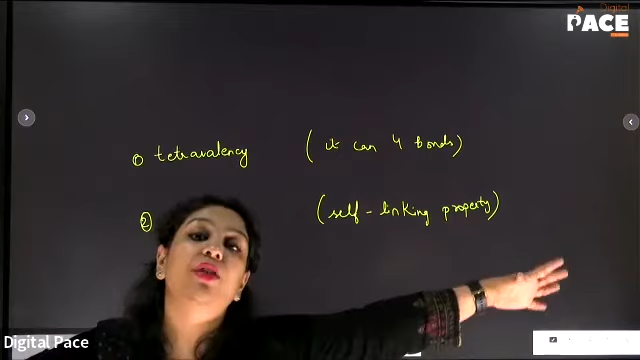 Digital
PACE
① tetravalency (it can 4 bonds)
② (self-linking property)
Digital Pace